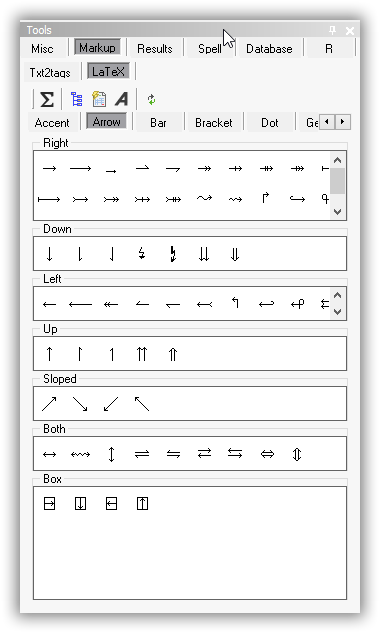 Tools
Misc Markup Results Spell Database R
Txt2tags LaTeX
Σ A
Accent Arrow Bar Bracket Dot Ge
Right
Down
Left
Up
Sloped
Both
Box